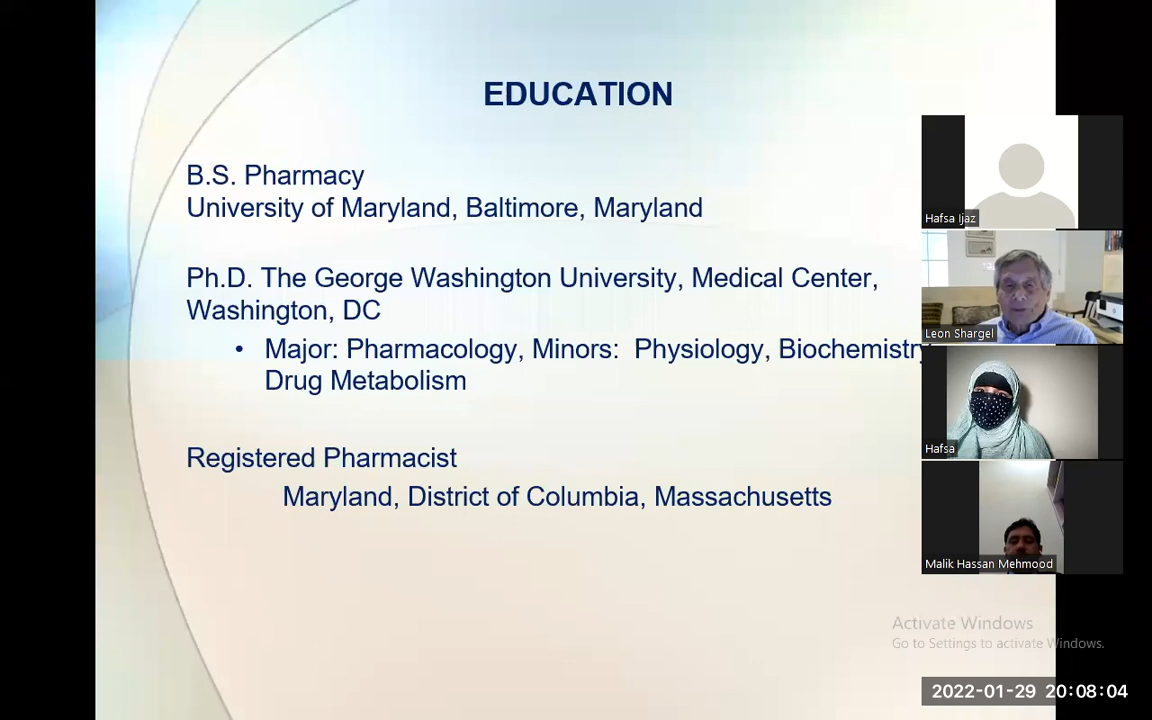 EDUCATION
B.S. Pharmacy
University of Maryland, Baltimore, Maryland
Ph.D. The George Washington University, Medical Center,
Washington, DC
• Major: Pharmacology, Minors: Physiology, Biochemistry
Drug Metabolism
Registered Pharmacist
Maryland, District of Columbia, Massachusetts
Hafsa Ijaz
Leon Shargel
Hafsa
Malik Hassan Mehmood
Activate Windows
Go to Settings to activate Windows.
2022-01-29 20:08:04